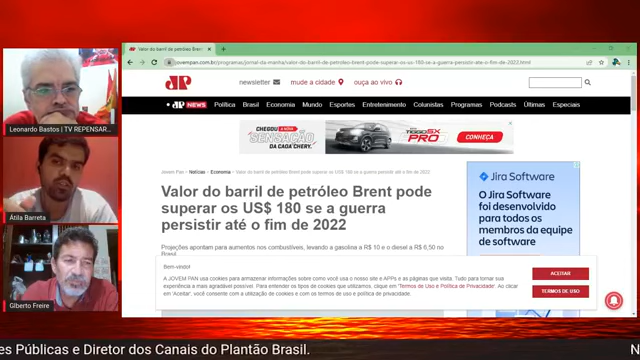 Valor do barril de petróleo Br
jovempan.com.br/programas/jornal-da-manha/valor-do-barril-de-petroleo-brent-pode-superar-os-us-180-se-a-guerra-persistir-ate-o-fim-de-2022.html
JP
newsletter
mude a cidade
ouça ao vivo
JP NEWS
Política
Brasil
Economia
Mundo
Esportes
Entretenimento
Colunistas
Programas
Podcasts
Últimas
Especiais
CHEGOU A NOVA
SENSAÇÃO
DA CAOA CHERY.
TIGGO 5X
PRO
CONHEÇA
Jovem Pan > Notícias > Economia > Valor do barril de petróleo Brent pode superar os US$ 180 se a guerra persistir até o fim de 2022
Valor do barril de petróleo Brent pode
superar os US$ 180 se a guerra
persistir até o fim de 2022
Projeções apontam para aumentos nos combustíveis, levando a gasolina a R$ 10 e o diesel a R$ 6,50 no
Brasil
Jira Software
O Jira Software
foi desenvolvido
para todos os
membros da equipe
de software
Bem-vindo!
A JOVEM PAN usa cookies para armazenar informações sobre como você usa o nosso site e APPs e as páginas que visita. Tudo para tornar sua
experiência a mais agradável possível. Para entender os tipos de cookies que utilizamos, clique em 'Termos de Uso e Política de Privacidade'. Ao clicar
em 'Aceitar', você consente com a utilização de cookies e com os termos de uso e política de privacidade.
ACEITAR
TERMOS DE USO
Leonardo Bastos | TV REPENSAR...
Átila Barreta
Gilberto Freire
es Públicas e Diretor dos Canais do Plantão Brasil.
N